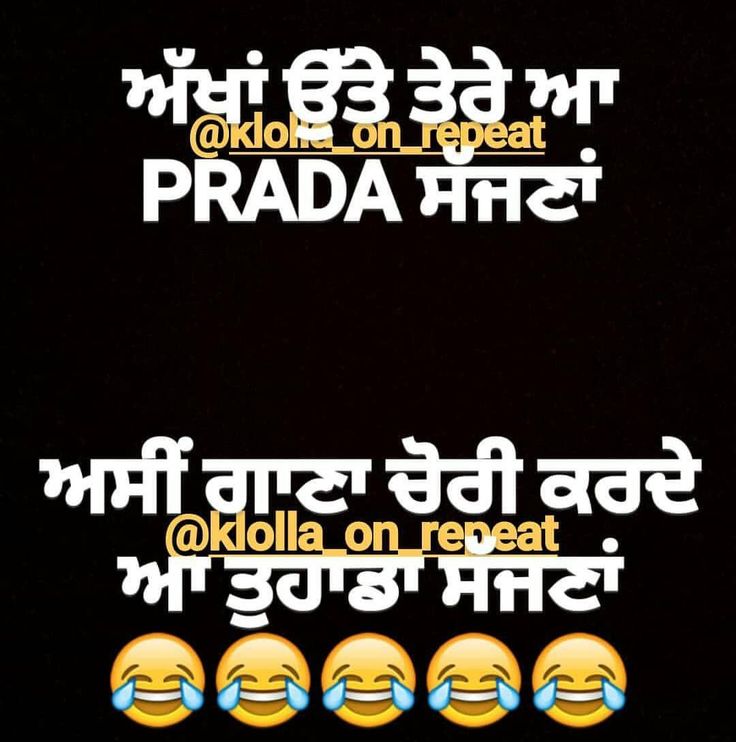 ਅੱਖਾਂ ਉੱਤੇ ਤੇਰੇ ਆ
@klolla_on_repeat
PRADA ਸੱਜਣਾਂ
ਅਸੀਂ ਗਾਣਾ ਚੋਰੀ ਕਰਦੇ
@klolla_on_repeat
ਆ ਤੁਹਾਡਾ ਸੱਜਣਾਂ
😂😂😂😂😂